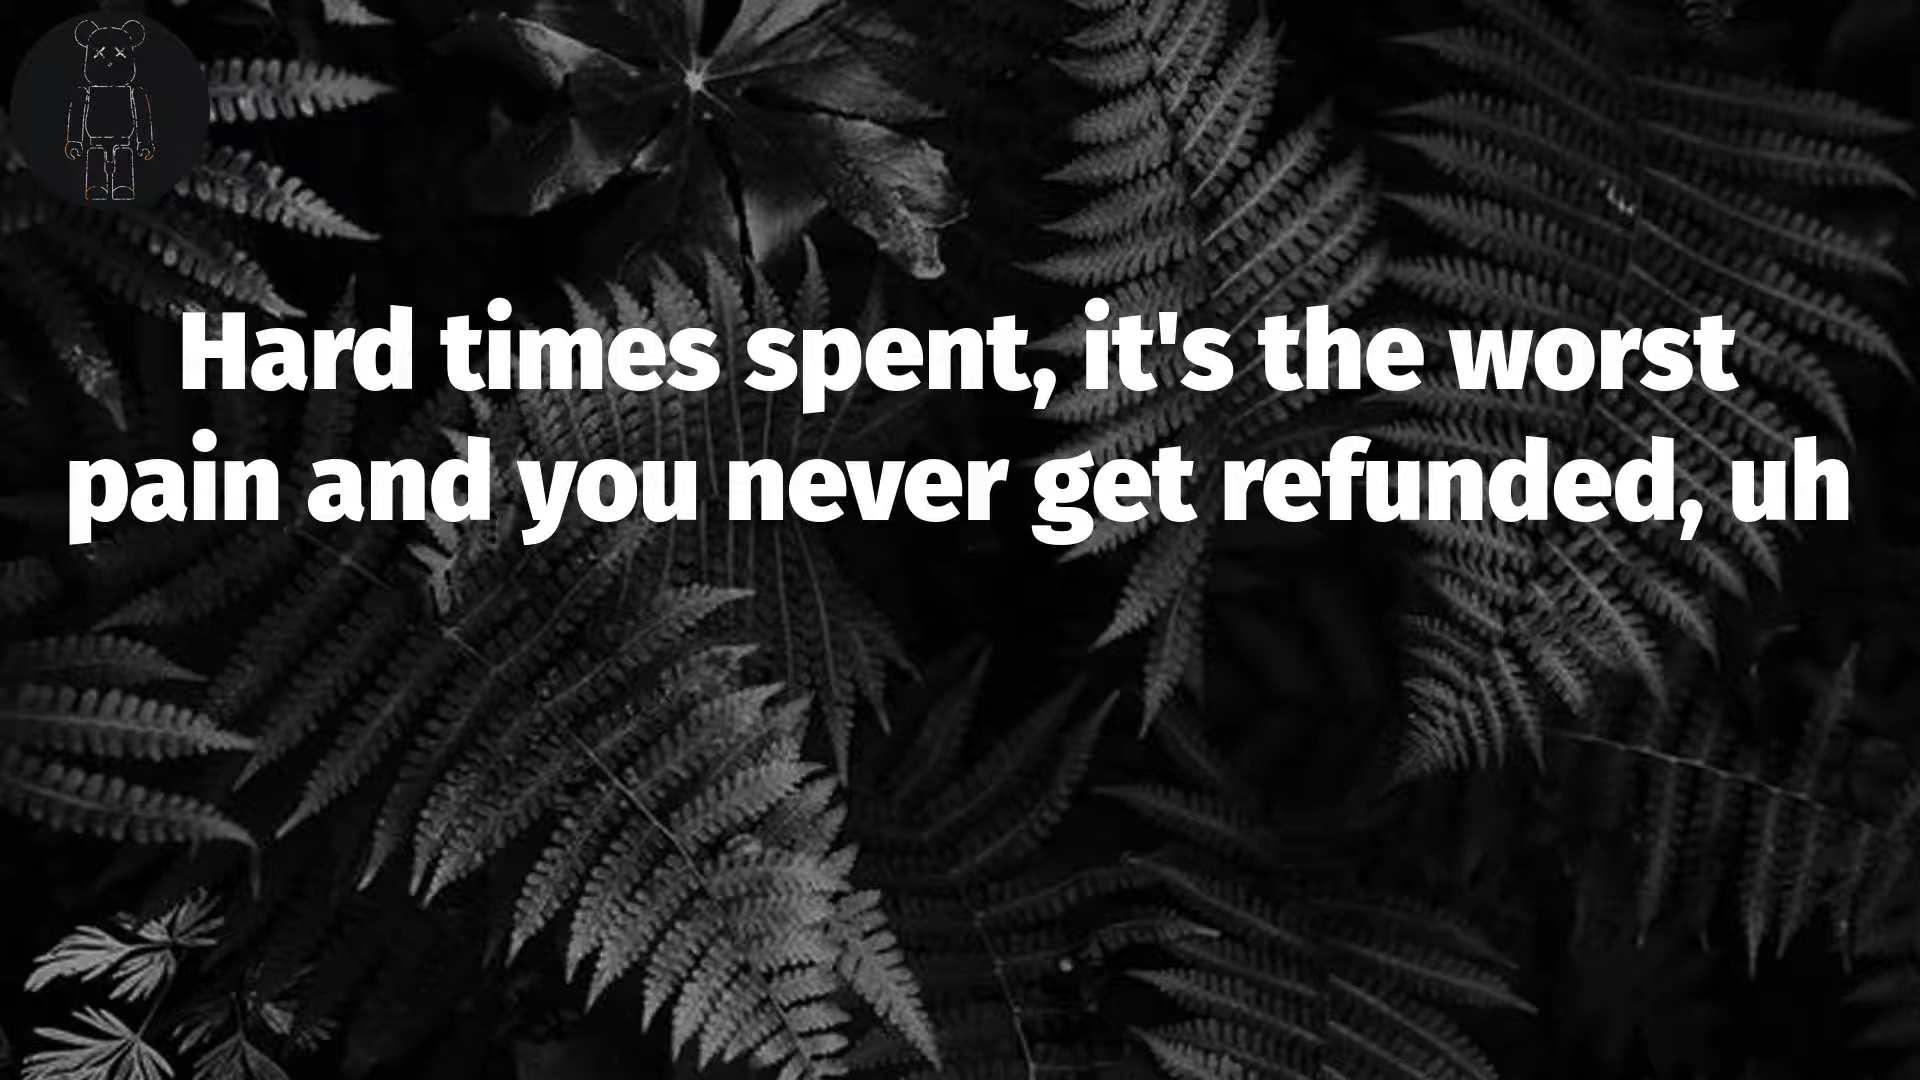 Hard times spent, it's the worst
pain and you never get refunded, uh